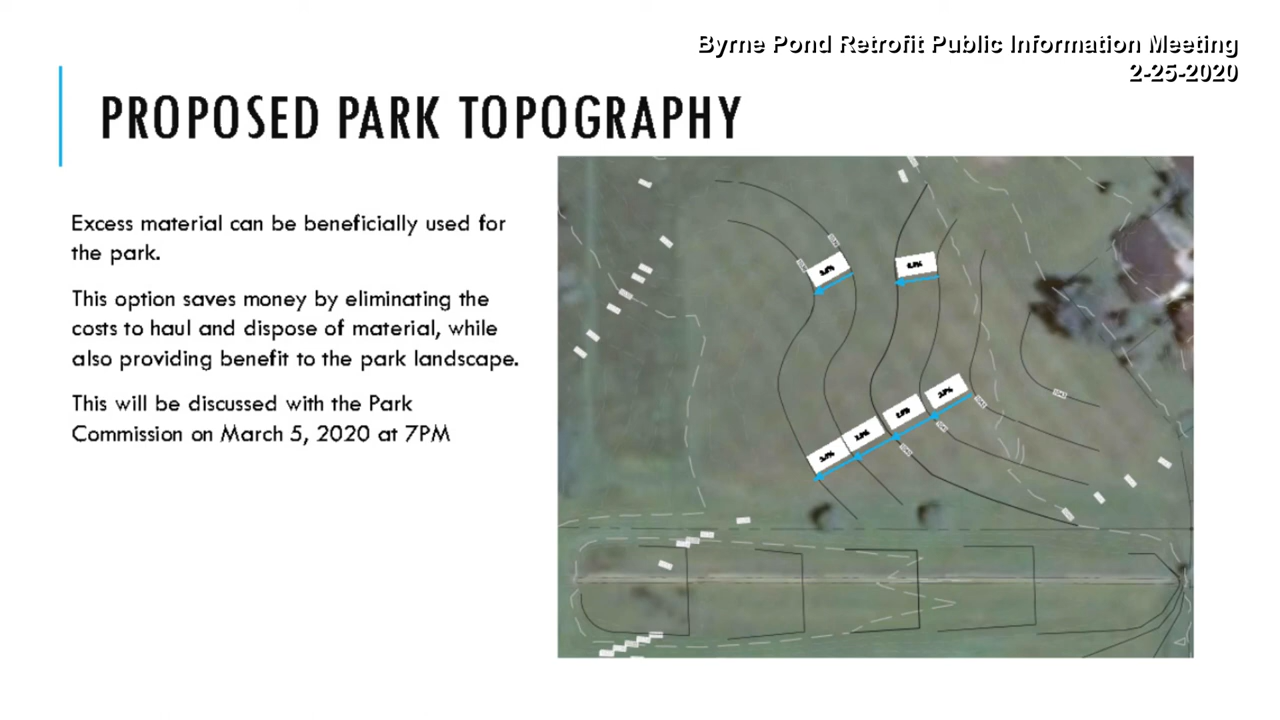 Byrne Pond Retrofit Public Information Meeting
2-25-2020
PROPOSED PARK TOPOGRAPHY
Excess material can be beneficially used for
the park.
This option saves money by eliminating the
costs to haul and dispose of material, while
also providing benefit to the park landscape.
This will be discussed with the Park
Commission on March 5, 2020 at 7PM